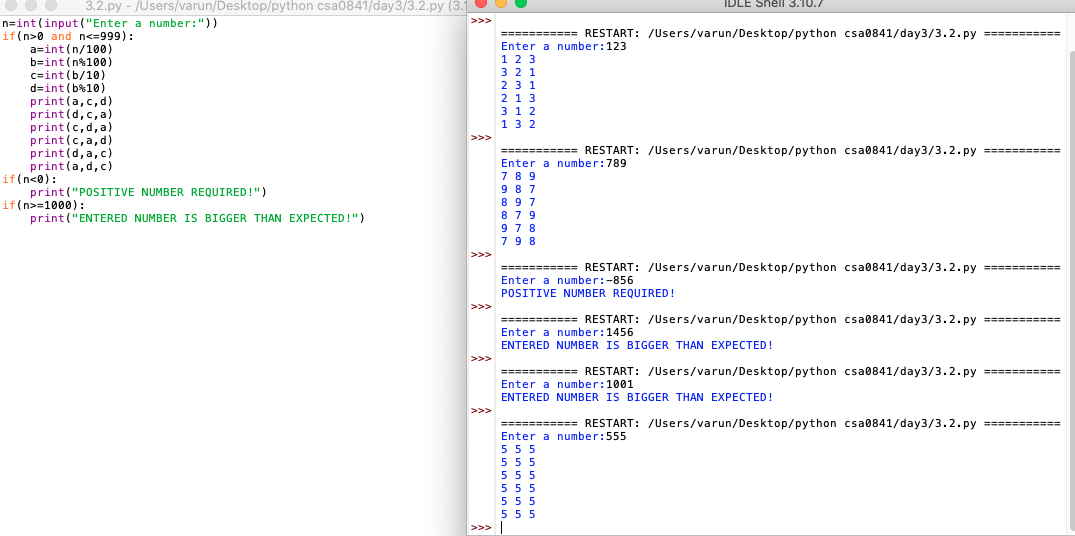 3.2.py - /Users/varun/Desktop/python csa0841/day3/3.2.py (3.1
n=int(input("Enter a number:"))
if(n>0 and n<=999):
    a=int(n/100)
    b=int(n%100)
    c=int(b/10)
    d=int(b%10)
    print(a,c,d)
    print(d,c,a)
    print(c,d,a)
    print(c,a,d)
    print(d,a,c)
    print(a,d,c)
if(n<0):
    print("POSITIVE NUMBER REQUIRED!")
if(n>=1000):
    print("ENTERED NUMBER IS BIGGER THAN EXPECTED!")
IDLE Shell 3.10.7
>>>
=========== RESTART: /Users/varun/Desktop/python csa0841/day3/3.2.py ===========
Enter a number:123
1 2 3
3 2 1
2 3 1
2 1 3
3 1 2
1 3 2
>>>
=========== RESTART: /Users/varun/Desktop/python csa0841/day3/3.2.py ===========
Enter a number:789
7 8 9
9 8 7
8 9 7
8 7 9
9 7 8
7 9 8
>>>
=========== RESTART: /Users/varun/Desktop/python csa0841/day3/3.2.py ===========
Enter a number:-856
POSITIVE NUMBER REQUIRED!
>>>
=========== RESTART: /Users/varun/Desktop/python csa0841/day3/3.2.py ===========
Enter a number:1456
ENTERED NUMBER IS BIGGER THAN EXPECTED!
>>>
=========== RESTART: /Users/varun/Desktop/python csa0841/day3/3.2.py ===========
Enter a number:1001
ENTERED NUMBER IS BIGGER THAN EXPECTED!
>>>
=========== RESTART: /Users/varun/Desktop/python csa0841/day3/3.2.py ===========
Enter a number:555
5 5 5
5 5 5
5 5 5
5 5 5
5 5 5
5 5 5
>>>